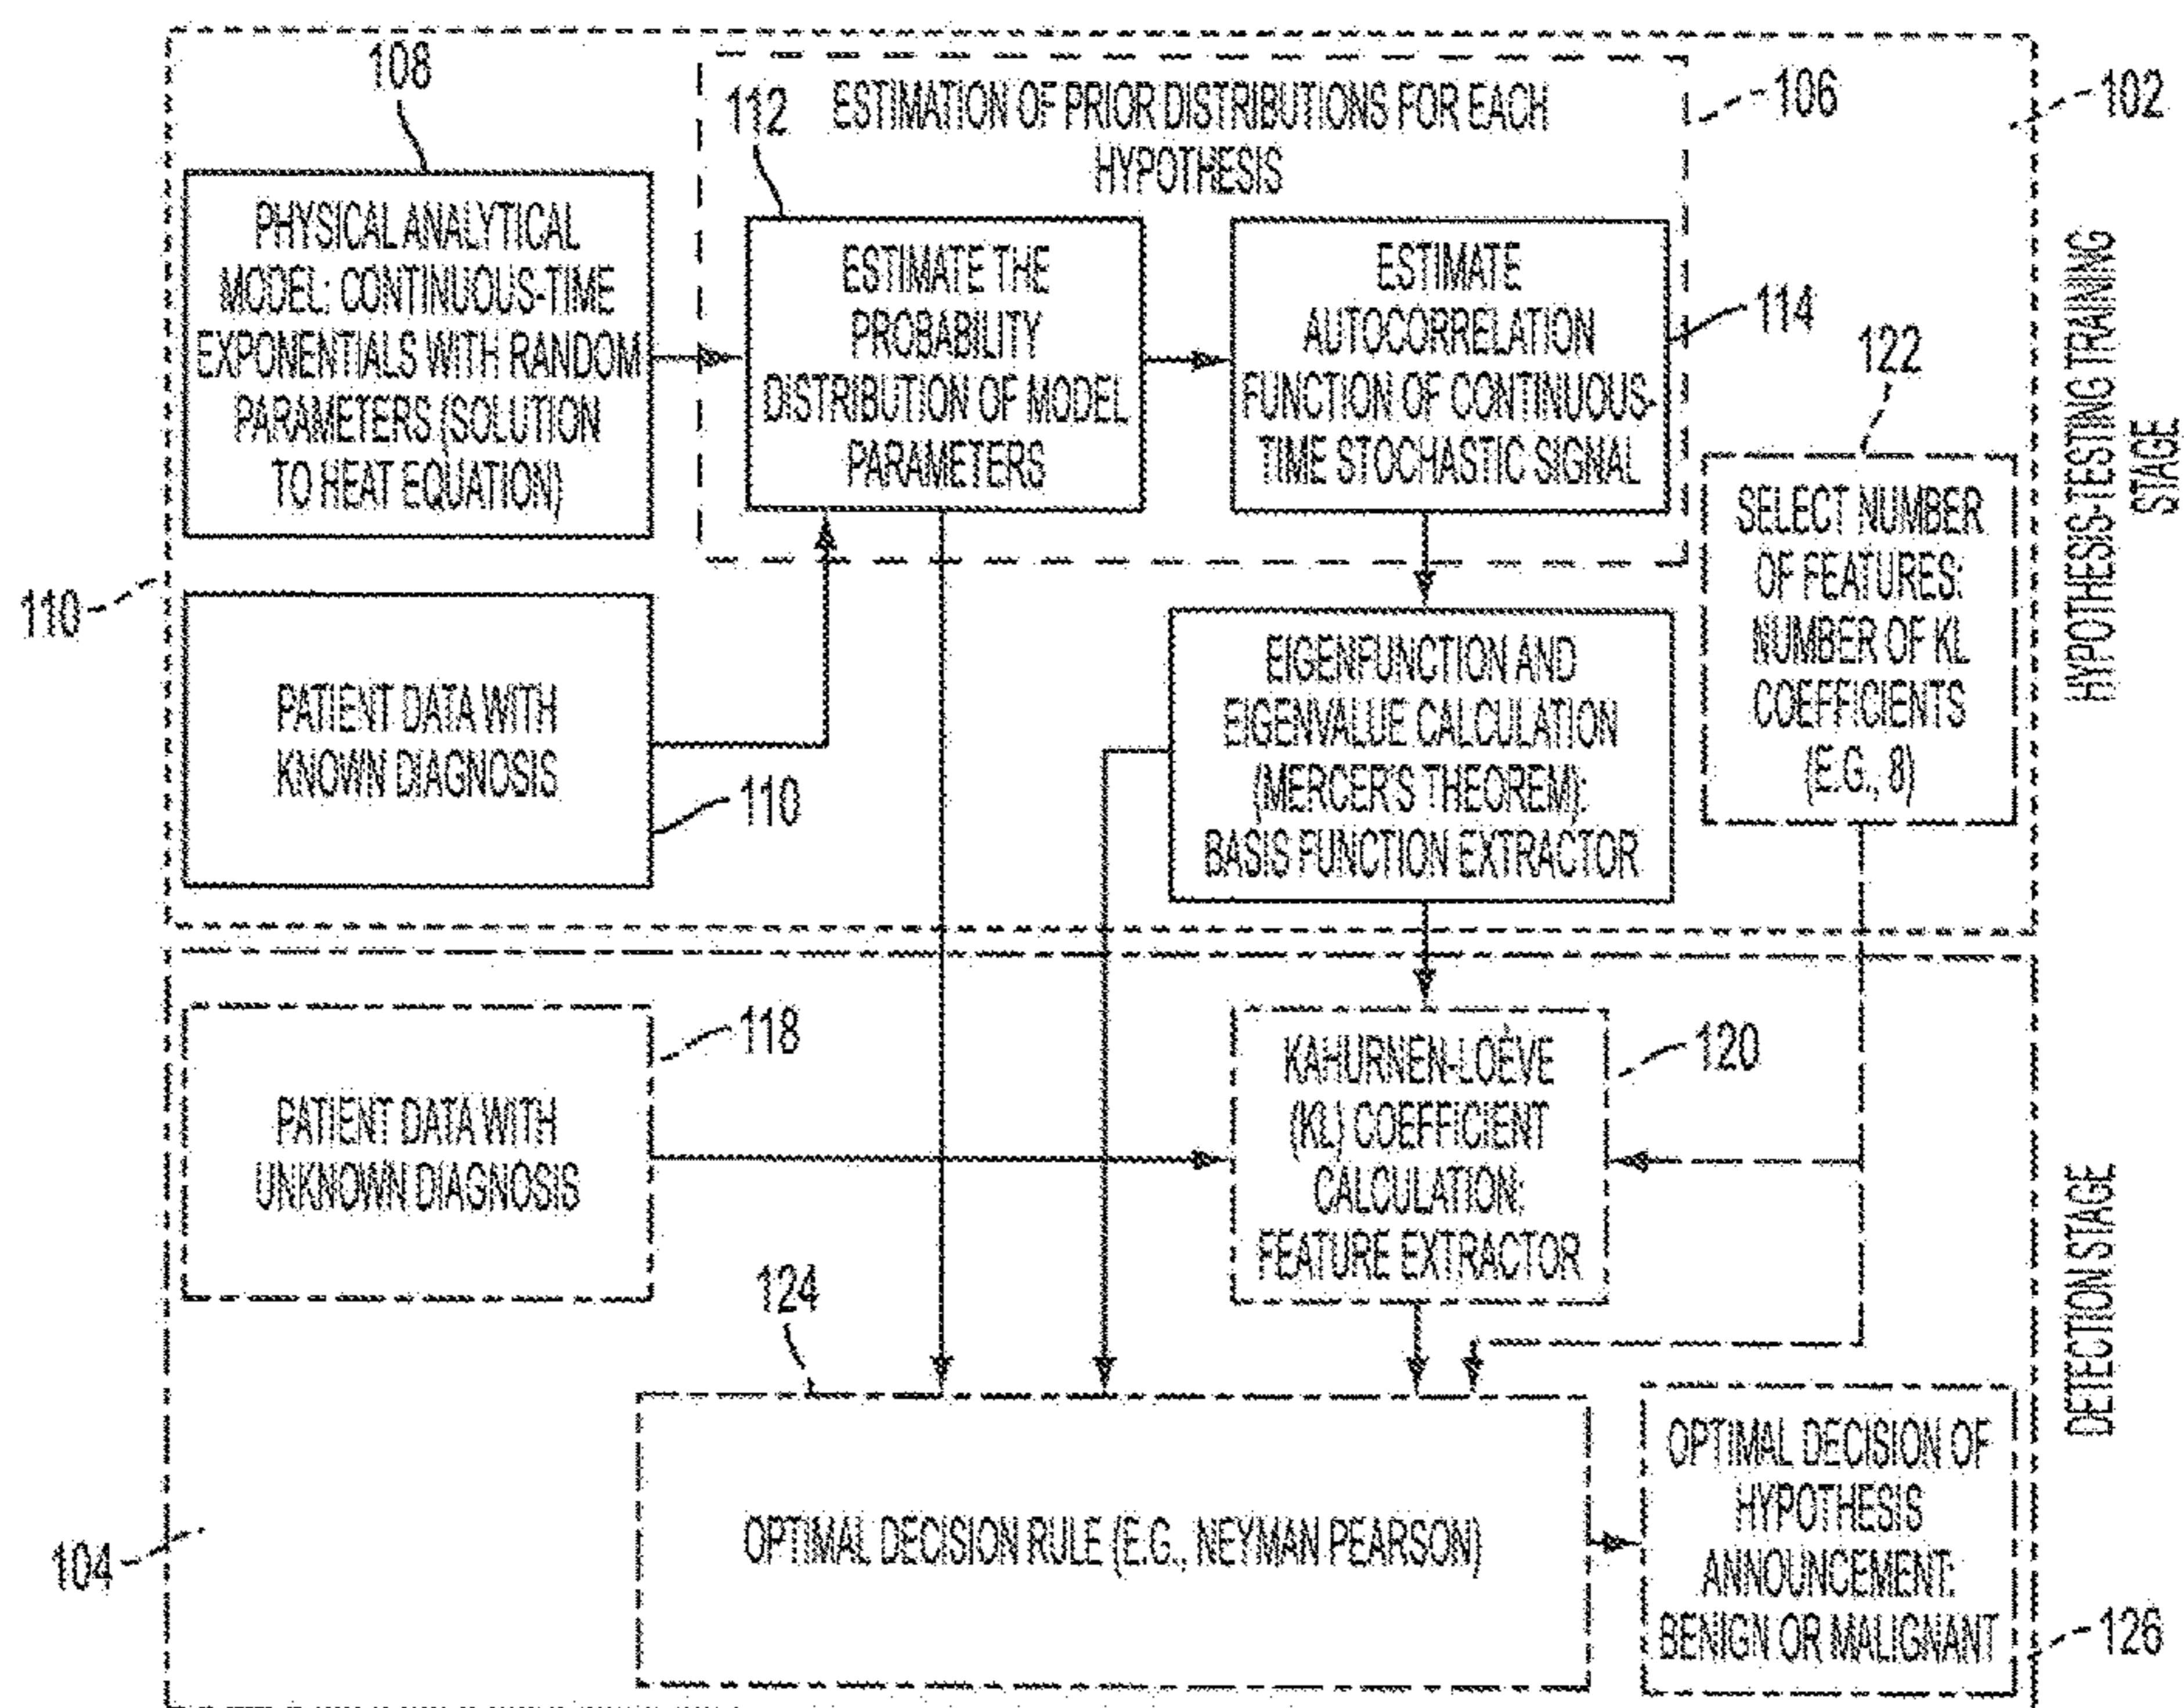 108
112
ESTIMATION OF PRIOR DISTRIBUTIONS FOR EACH
HYPOTHESIS
106
102
PHYSICAL ANALYTICAL
MODEL: CONTINUOUS-TIME
EXPONENTIALS WITH RANDOM
PARAMETERS (SOLUTION
TO HEAT EQUATION)
ESTIMATE THE
PROBABILITY
DISTRIBUTION OF MODEL
PARAMETERS
ESTIMATE
AUTOCORRELATION
FUNCTION OF CONTINUOUS-
TIME STOCHASTIC SIGNAL
114
122
SELECT NUMBER
OF FEATURES:
NUMBER OF KL
COEFFICIENTS
(E.G., 8)
HYPOTHESIS-TESTING TRAINING
STAGE
110
PATIENT DATA WITH
KNOWN DIAGNOSIS
110
EIGENFUNCTION AND
EIGENVALUE CALCULATION
(MERCER'S THEOREM):
BASIS FUNCTION EXTRACTOR
118
PATIENT DATA WITH
UNKNOWN DIAGNOSIS
KAHURNEN-LOÈVE
(KL) COEFFICIENT
CALCULATION:
FEATURE EXTRACTOR
120
DETECTION STAGE
124
104
OPTIMAL DECISION RULE (E.G., NEYMAN PEARSON)
OPTIMAL DECISION OF
HYPOTHESIS
ANNOUNCEMENT:
BENIGN OR MALIGNANT
126